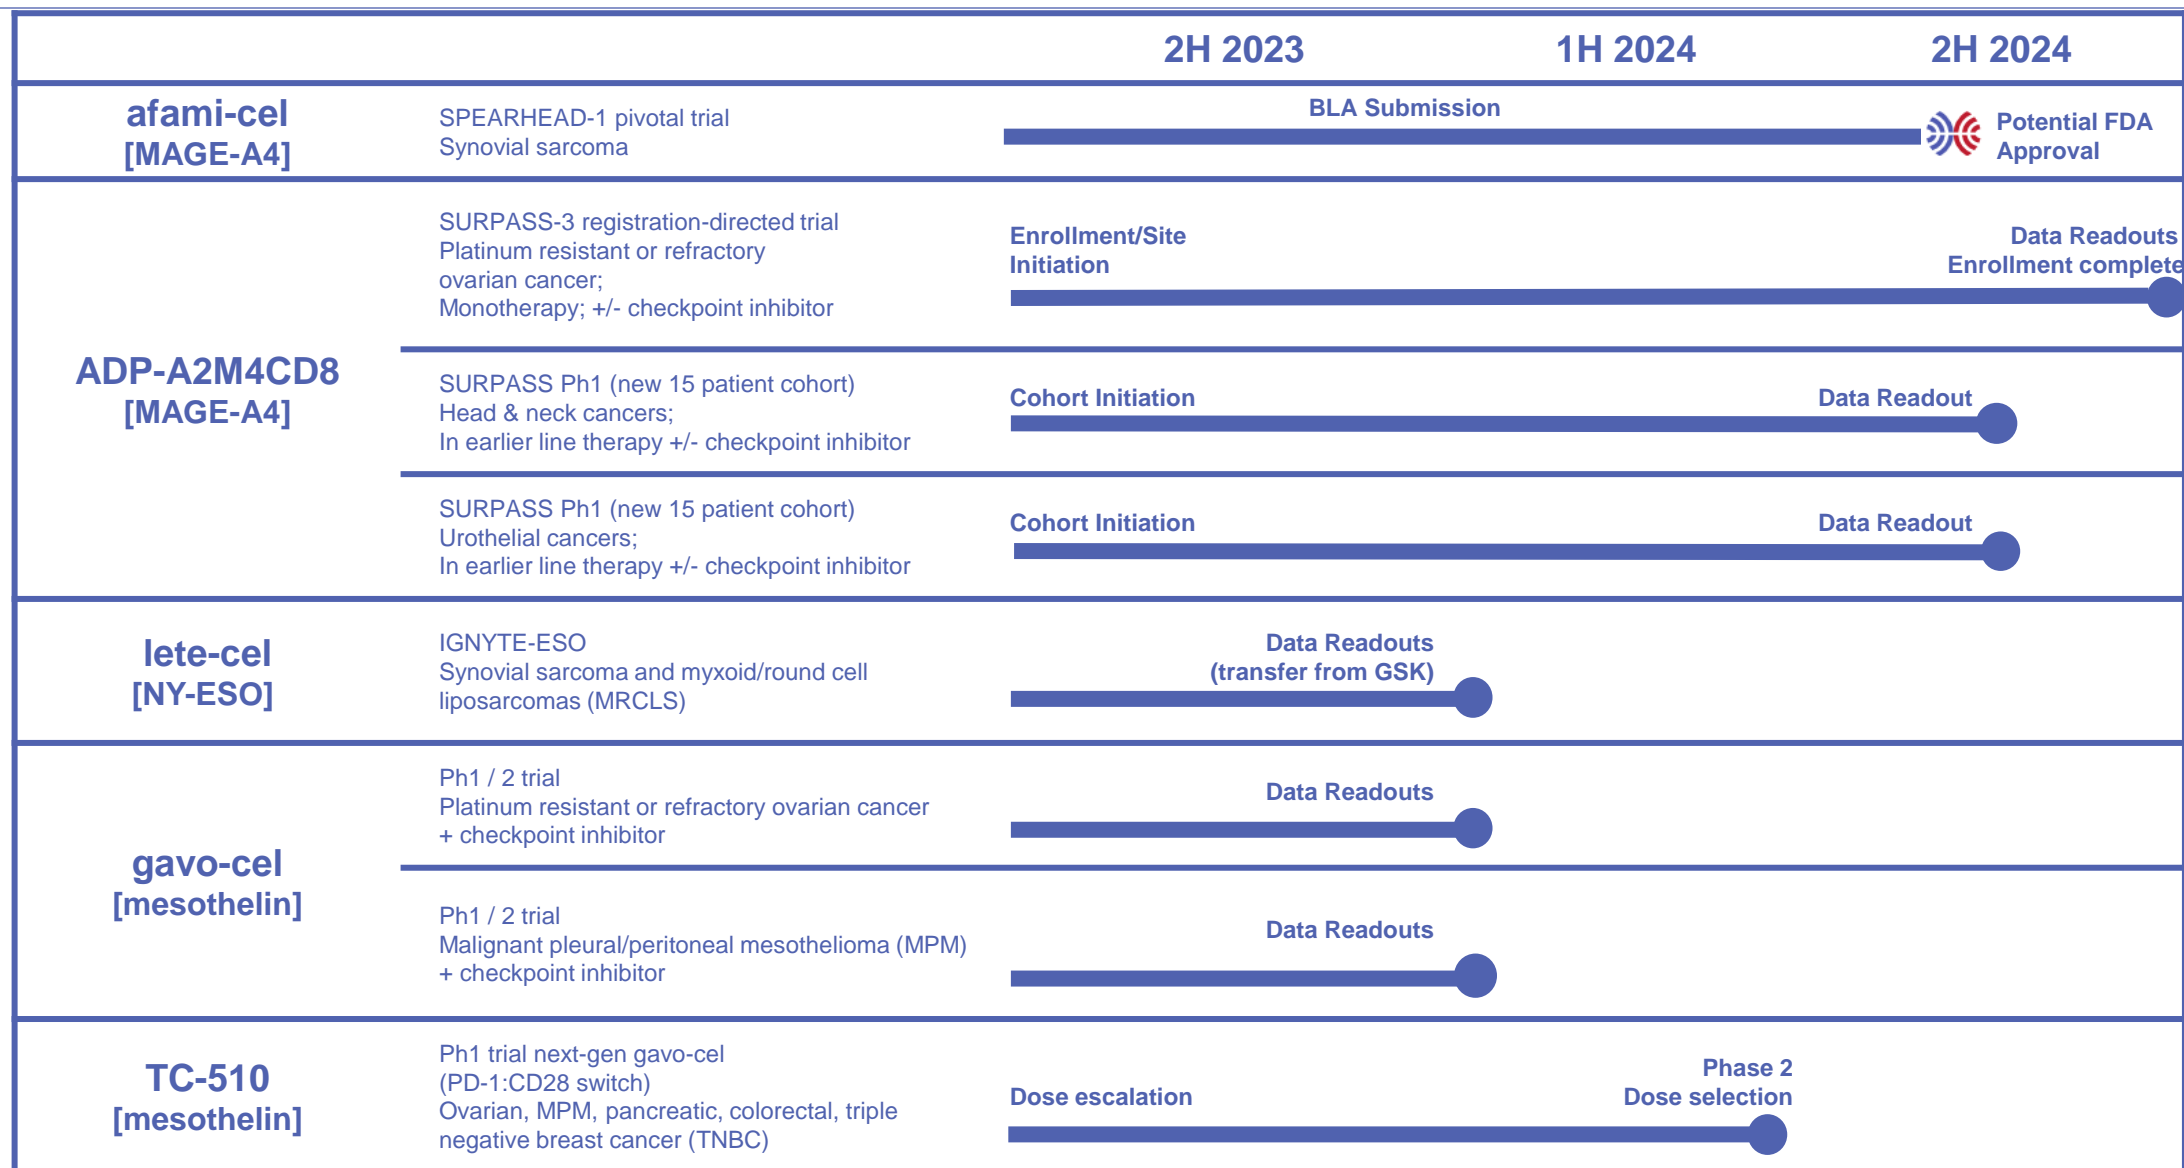 2H 2023
1H 2024
2H 2024
afami-cel
[MAGE-A4]
SPEARHEAD-1 pivotal trial
Synovial sarcoma
BLA Submission
Potential FDA
Approval
ADP-A2M4CD8
[MAGE-A4]
SURPASS-3 registration-directed trial
Platinum resistant or refractory
ovarian cancer;
Monotherapy; +/- checkpoint inhibitor
Enrollment/Site
Initiation
Data Readouts
Enrollment complete
SURPASS Ph1 (new 15 patient cohort)
Head & neck cancers;
In earlier line therapy +/- checkpoint inhibitor
Cohort Initiation
Data Readout
SURPASS Ph1 (new 15 patient cohort)
Urothelial cancers;
In earlier line therapy +/- checkpoint inhibitor
Cohort Initiation
Data Readout
lete-cel
[NY-ESO]
IGNYTE-ESO
Synovial sarcoma and myxoid/round cell
liposarcomas (MRCLS)
Data Readouts
(transfer from GSK)
gavo-cel
[mesothelin]
Ph1 / 2 trial
Platinum resistant or refractory ovarian cancer
+ checkpoint inhibitor
Data Readouts
Ph1 / 2 trial
Malignant pleural/peritoneal mesothelioma (MPM)
+ checkpoint inhibitor
Data Readouts
TC-510
[mesothelin]
Ph1 trial next-gen gavo-cel
(PD-1:CD28 switch)
Ovarian, MPM, pancreatic, colorectal, triple
negative breast cancer (TNBC)
Dose escalation
Phase 2
Dose selection